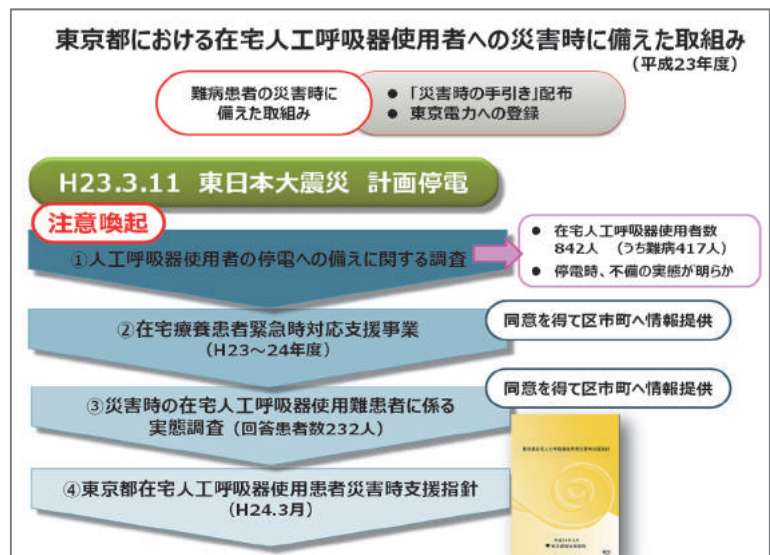 東京都における在宅人工呼吸器使用者への災害時に備えた取組み
(平成23年度)
難病患者の災害時に
備えた取組み
● 「災害時の手引き」配布
● 東京電力への登録
H23.3.11 東日本大震災 計画停電
注意喚起
①人工呼吸器使用者の停電への備えに関する調査
● 在宅人工呼吸器使用者数
842人 (うち難病417人)
● 停電時、不備の実態が明らか
②在宅療養患者緊急時対応支援事業
(H23~24年度)
同意を得て区市町へ情報提供
③災害時の在宅人工呼吸器使用難患者に係る
実態調査(回答患者数232人)
同意を得て区市町へ情報提供
④東京都在宅人工呼吸器使用患者災害時支援指針
(H24.3月)